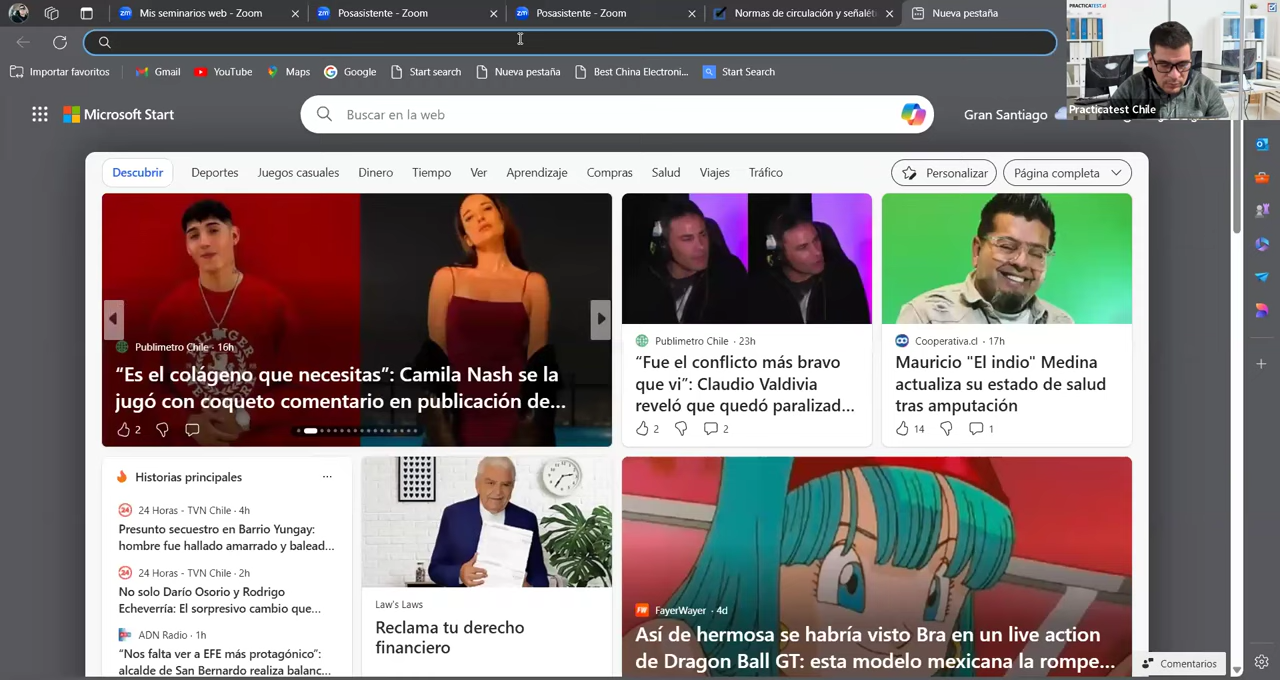 Mis seminarios web - Zoom
Posasistente - Zoom
Posasistente - Zoom
Normas de circulación y señalét
Nueva pestaña
PRACTICATEST.cl
Importar favoritos
Gmail
YouTube
Maps
Google
Start search
Nueva pestaña
Best China Electroni...
Start Search
Practicatest Chile
Microsoft Start
Buscar en la web
Gran Santiago
Descubrir
Deportes
Juegos casuales
Dinero
Tiempo
Ver
Aprendizaje
Compras
Salud
Viajes
Tráfico
Personalizar
Página completa
Publimetro Chile · 16h
“Es el colágeno que necesitas”: Camila Nash se la
jugó con coqueto comentario en publicación de...
2
Publimetro Chile · 23h
“Fue el conflicto más bravo
que vi”: Claudio Valdivia
reveló que quedó paralizad...
2
2
Cooperativa.cl · 17h
Mauricio "El indio" Medina
actualiza su estado de salud
tras amputación
14
1
Historias principales
24 Horas - TVN Chile · 4h
Presunto secuestro en Barrio Yungay:
hombre fue hallado amarrado y balead...
24 Horas - TVN Chile · 2h
No solo Darío Osorio y Rodrigo
Echeverría: El sorpresivo cambio que...
ADN Radio · 1h
“Nos falta ver a EFE más protagónico”:
alcalde de San Bernardo realiza balanc...
Law's Laws
Reclama tu derecho
financiero
FayerWayer · 4d
Así de hermosa se habría visto Bra en un live action
de Dragon Ball GT: esta modelo mexicana la rompe...
Comentarios